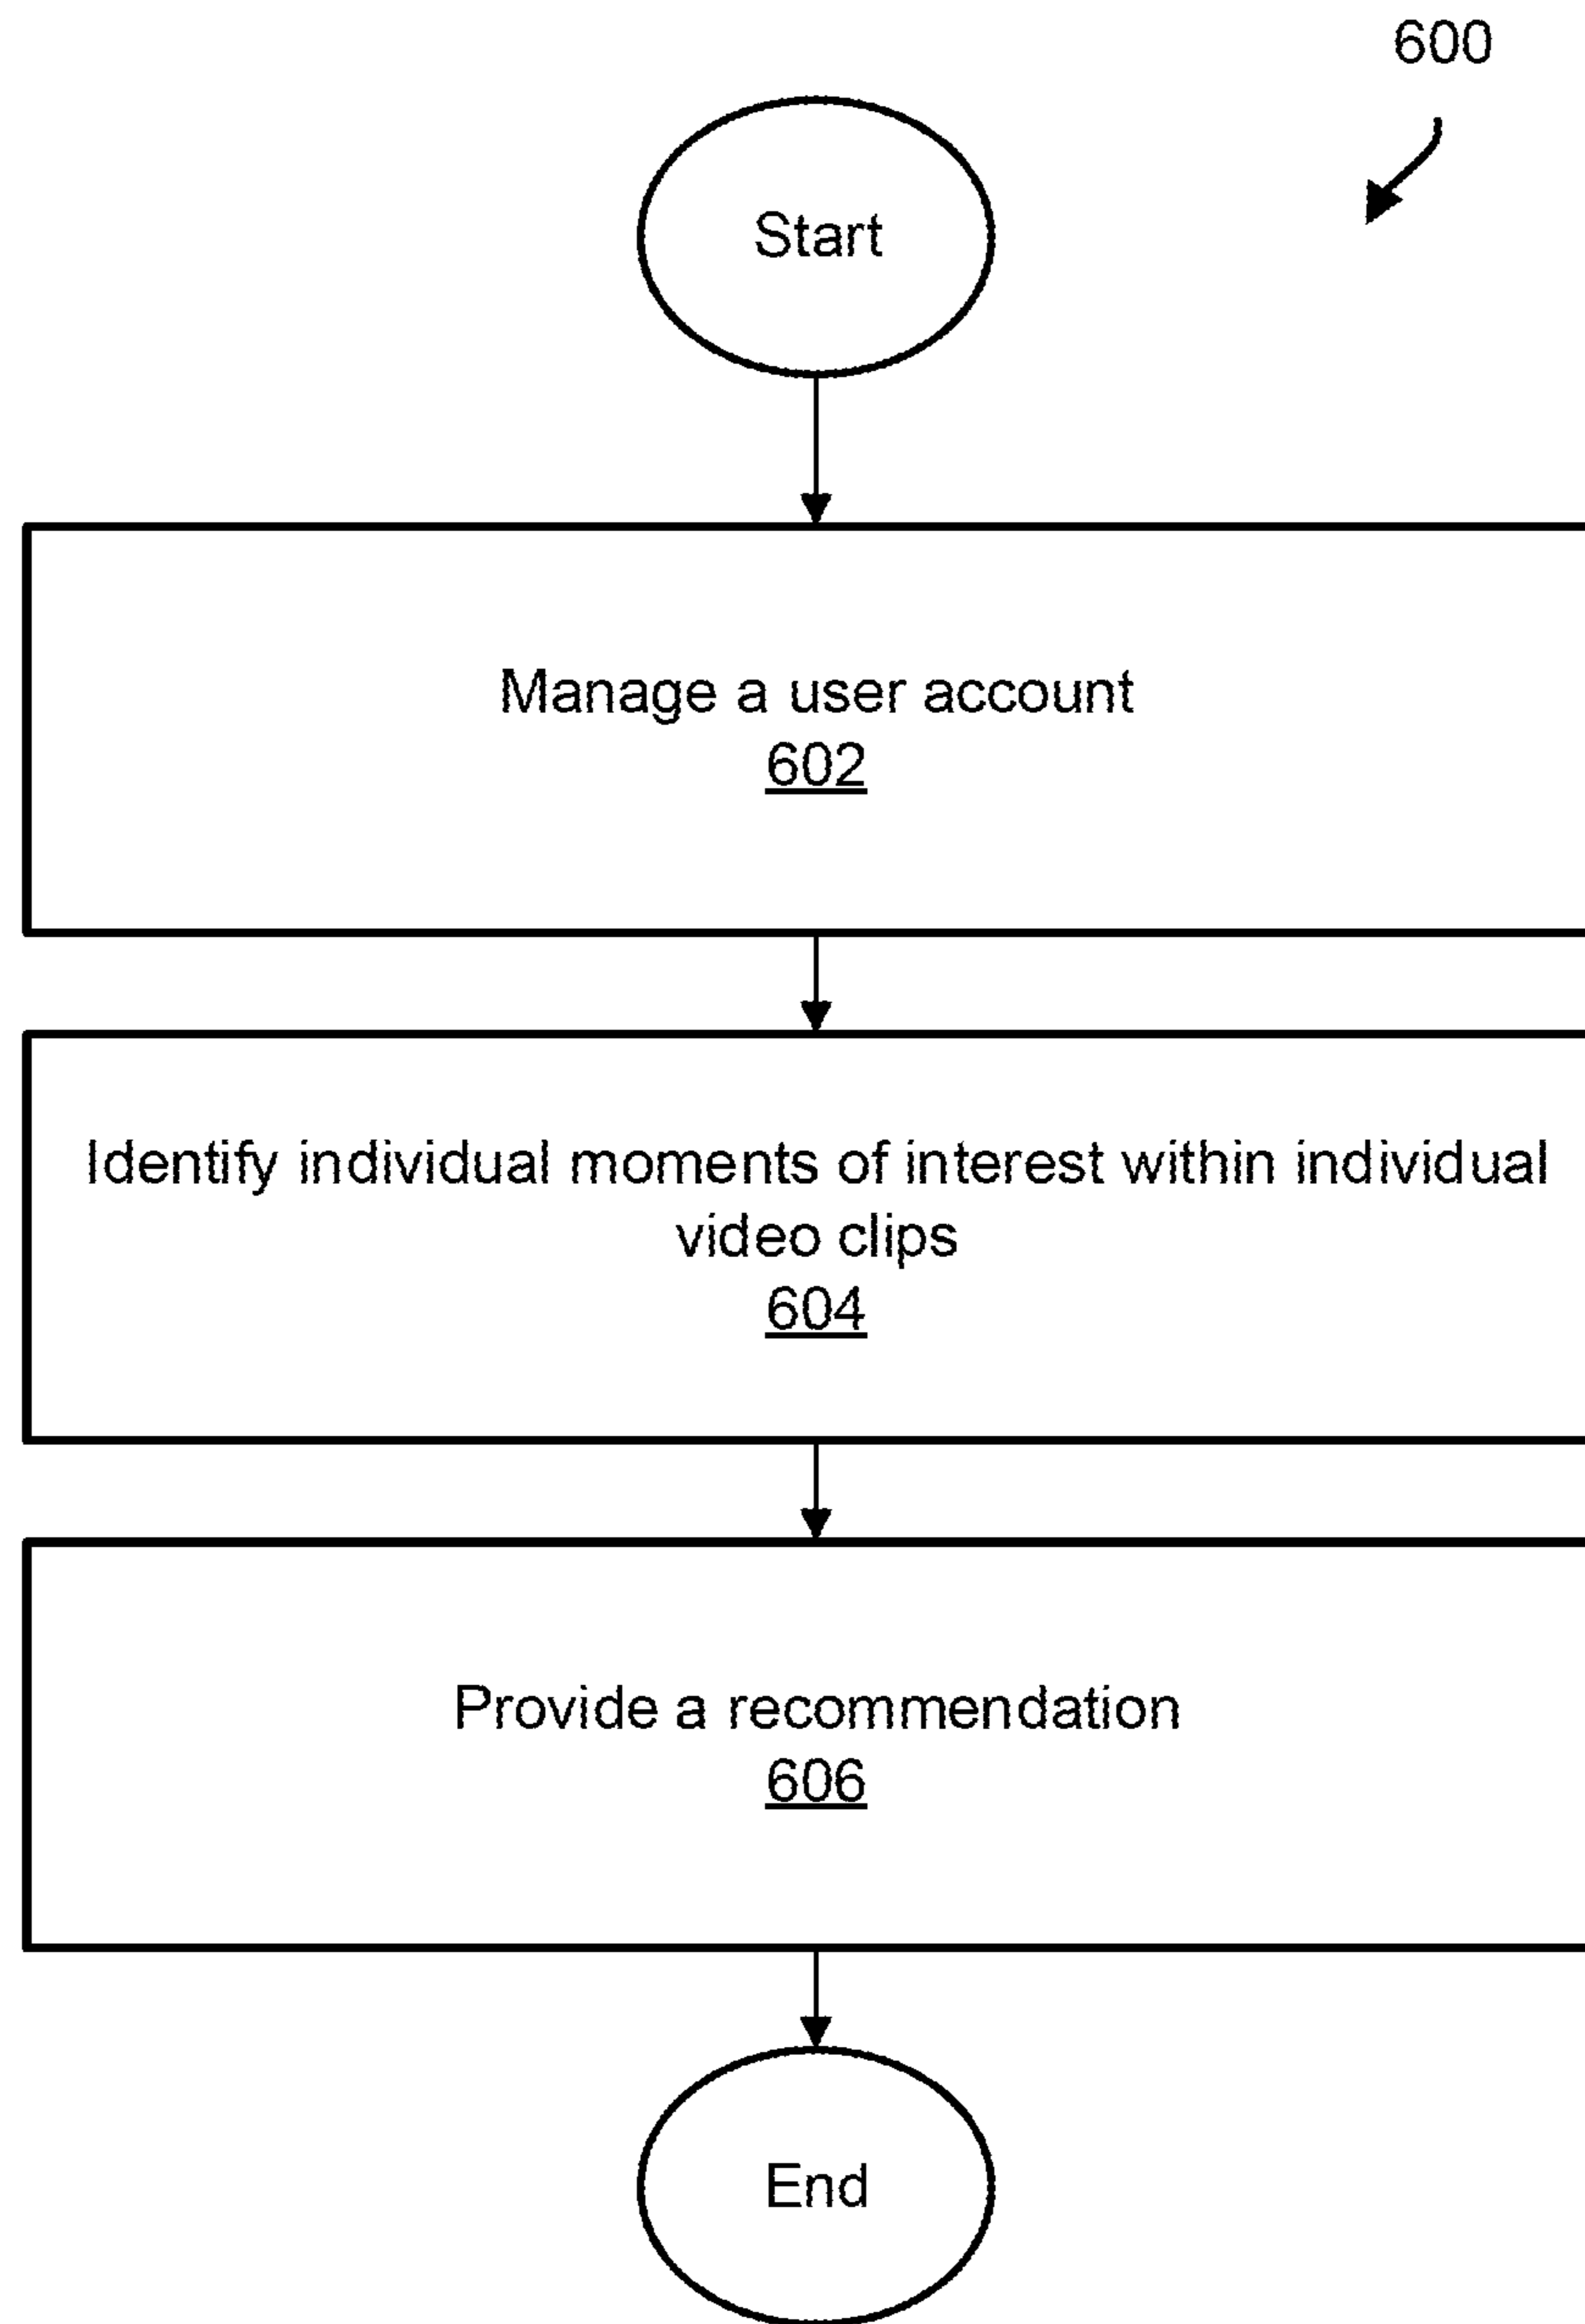 600
Start
Manage a user account
602
Identify individual moments of interest within individual
video clips
604
Provide a recommendation
606
End